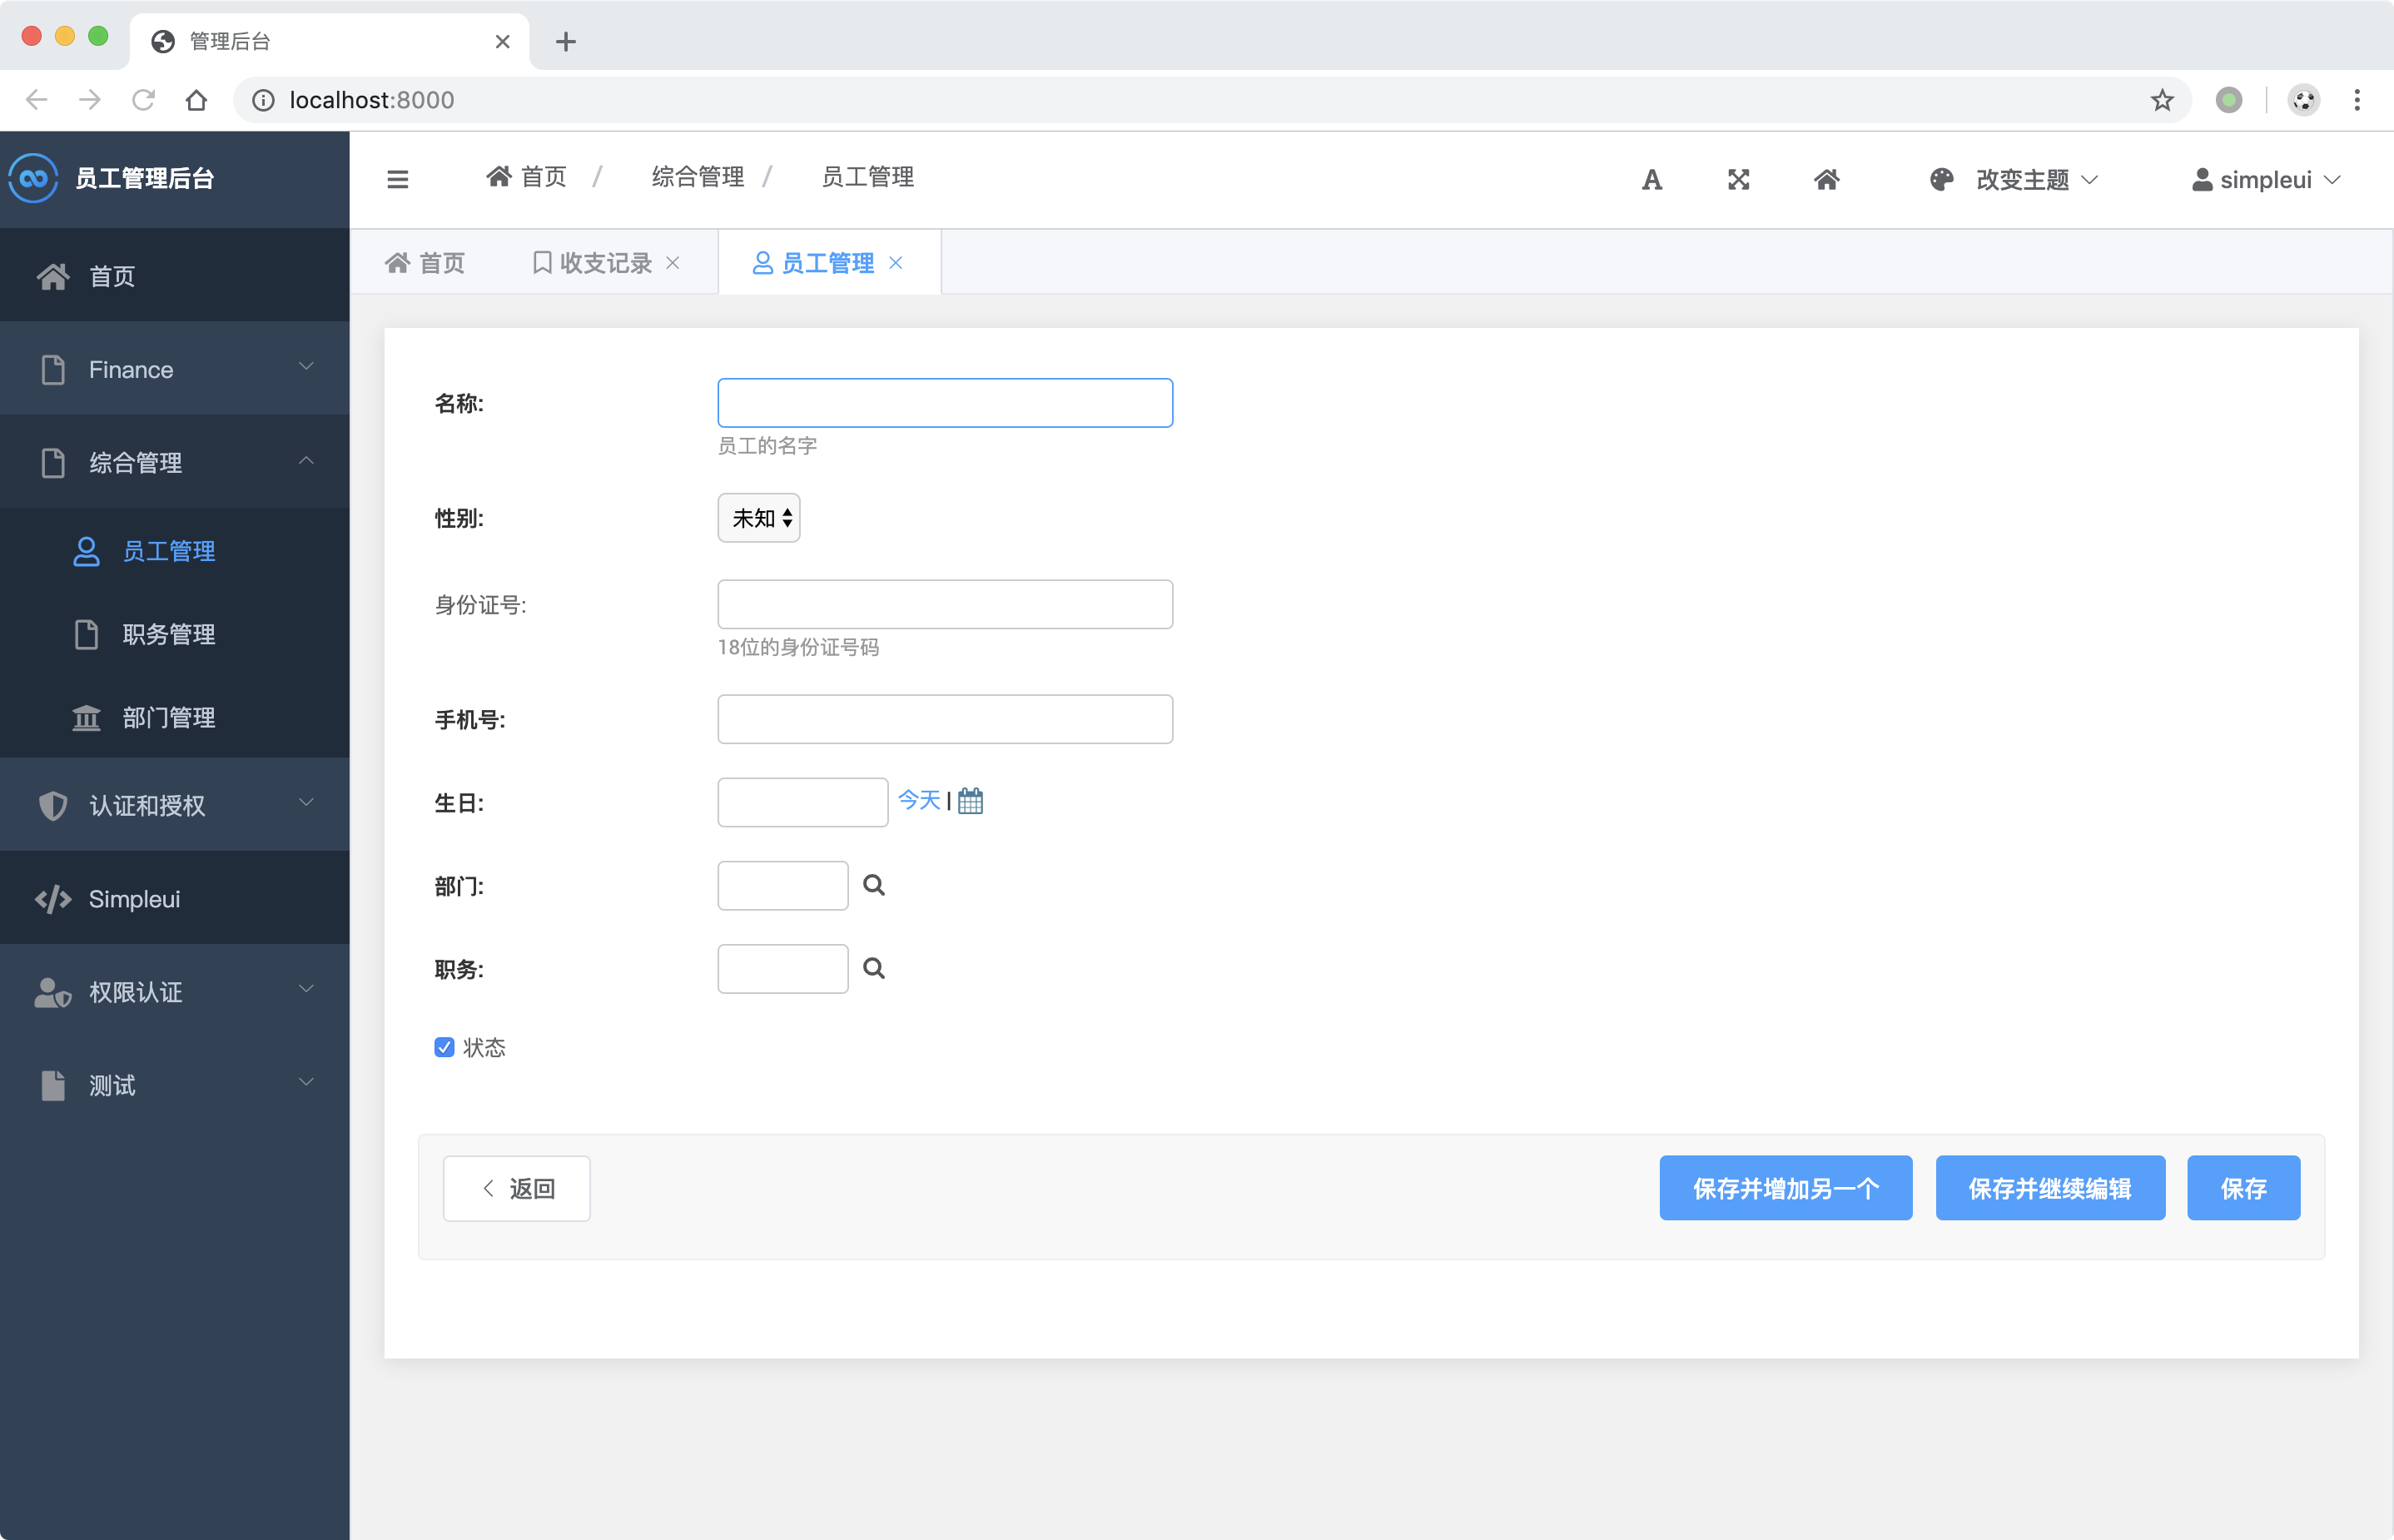 管理后台
localhost:8000
员工管理后台
首页 / 综合管理 / 员工管理
改变主题
simpleui
首页 收支记录 员工管理
首页
Finance
综合管理
员工管理
职务管理
部门管理
认证和授权
Simpleui
权限认证
测试
名称:
员工的名字
性别: 未知
身份证号:
18位的身份证号码
手机号:
生日: 今天 |
部门:
职务:
状态
返回 保存并增加另一个 保存并继续编辑 保存